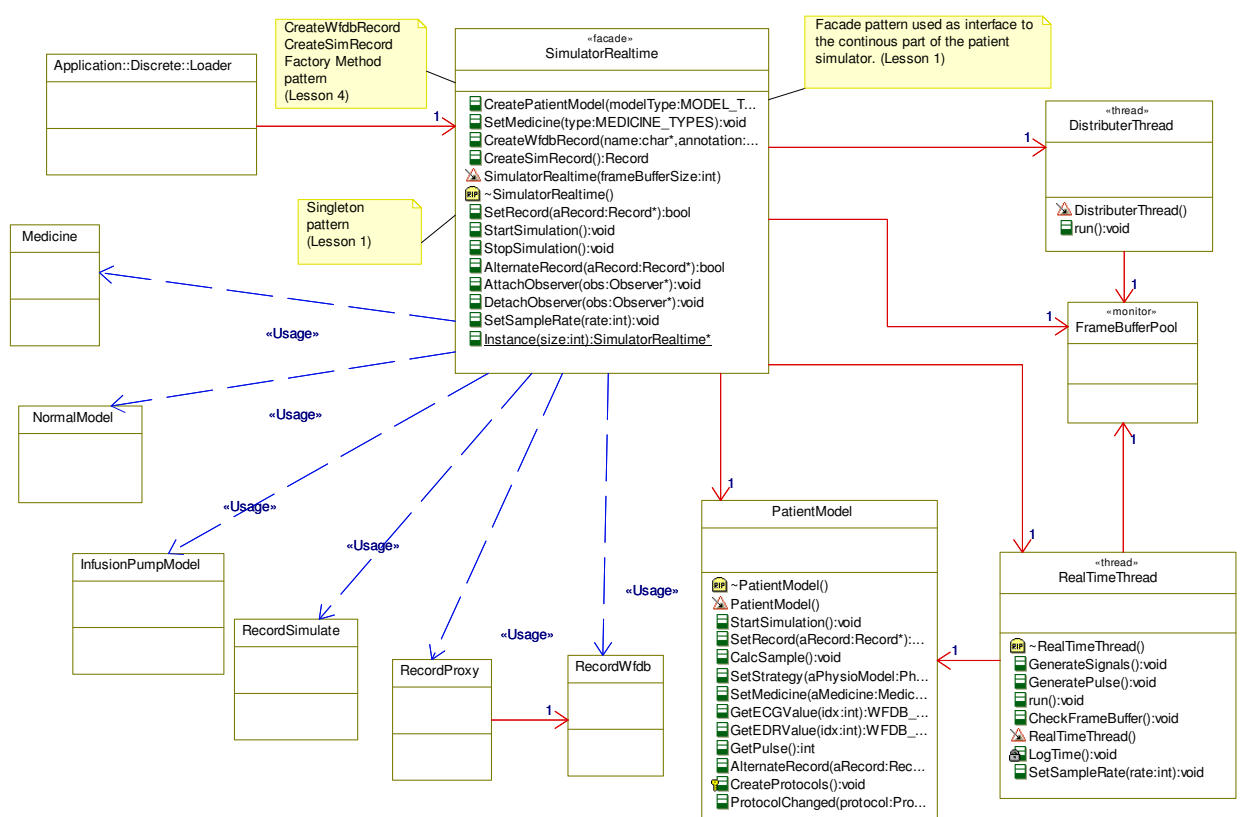 CreateWfdbRecord
CreateSimRecord
Factory Method
pattern
(Lesson 4)
«facade»
SimulatorRealtime
CreatePatientModel(modelType:MODEL_T...
SetMedicine(type:MEDICINE_TYPES):void
CreateWfdbRecord(name:char*,annotation:...
CreateSimRecord():Record
SimulatorRealtime(frameBufferSize:int)
RIP ~SimulatorRealtime()
SetRecord(aRecord:Record*):bool
StartSimulation():void
StopSimulation():void
AlternateRecord(aRecord:Record*):bool
AttachObserver(obs:Observer*):void
DetachObserver(obs:Observer*):void
SetSampleRate(rate:int):void
Instance(size:int):SimulatorRealtime*
Facade pattern used as interface to
the continous part of the patient
simulator. (Lesson 1)
Application::Discrete::Loader
1
1
«thread»
DistributerThread
DistributerThread()
run():void
Singleton
pattern
(Lesson 1)
Medicine
«Usage»
1
1
«monitor»
FrameBufferPool
NormalModel
«Usage»
1
«Usage»
«Usage»
InfusionPumpModel
«Usage»
RecordSimulate
«Usage»
RecordProxy
1
RecordWfdb
1
PatientModel
RIP ~PatientModel()
PatientModel()
StartSimulation():void
SetRecord(aRecord:Record*):...
CalcSample():void
SetStrategy(aPhysioModel:Ph...
SetMedicine(aMedicine:Medic...
GetECGValue(idx:int):WFDB_...
GetEDRValue(idx:int):WFDB_...
GetPulse():int
AlternateRecord(aRecord:Rec...
CreateProtocols():void
ProtocolChanged(protocol:Pro...
1
1
«thread»
RealTimeThread
RIP ~RealTimeThread()
GenerateSignals():void
GeneratePulse():void
run():void
CheckFrameBuffer():void
RealTimeThread()
LogTime():void
SetSampleRate(rate:int):void